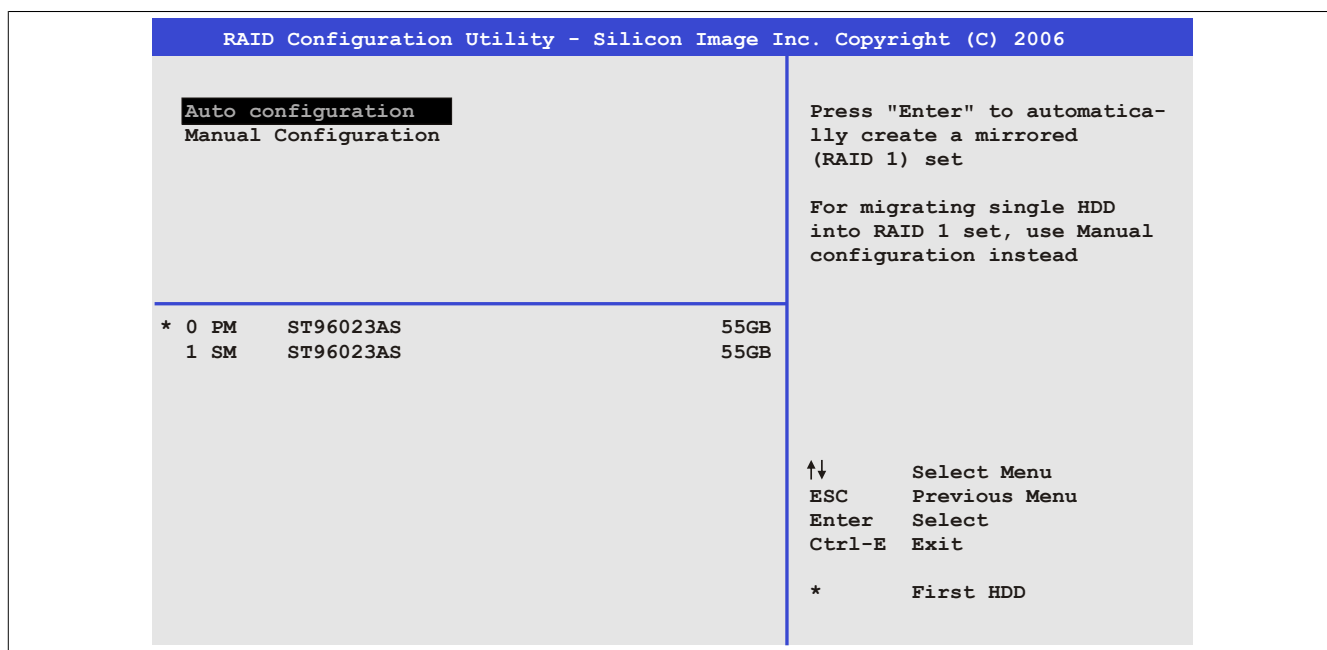 RAID Configuration Utility - Silicon Image Inc. Copyright (C) 2006
Auto configuration
Manual Configuration
Press "Enter" to automatica-
lly create a mirrored
(RAID 1) set
For migrating single HDD
into RAID 1 set, use Manual
configuration instead
* 0 PM ST96023AS 55GB
1 SM ST96023AS 55GB
↑↓ Select Menu
ESC Previous Menu
Enter Select
Ctrl-E Exit
* First HDD